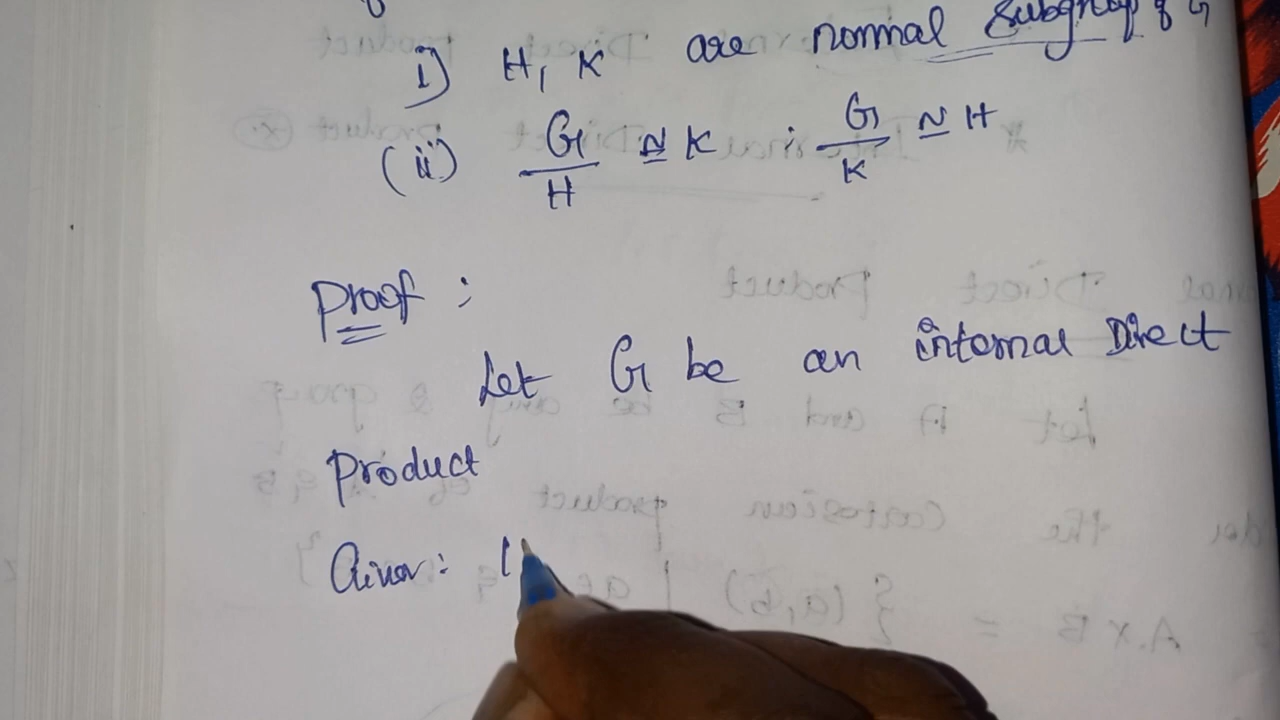 i) H, K are normal Subgroup of G
(ii) G/H ≅ K ; G/K ≅ H
Proof :
Let G be an internal Direct
Product
Given :